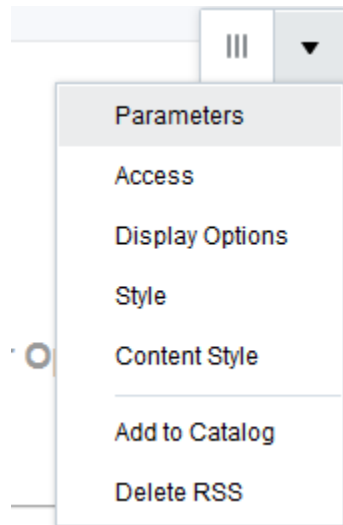 Parameters
Access
Display Options
Style
Content Style
Add to Catalog
Delete RSS